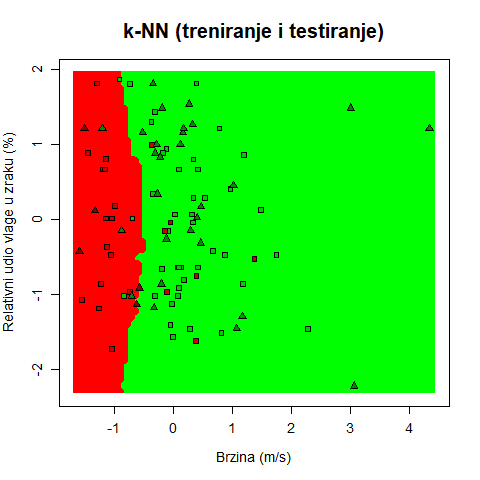 k-NN (treniranje i testiranje)
Relativni udio vlage u zraku (%)
2
1
0
-1
-2
-1 0 1 2 3 4
Brzina (m/s)